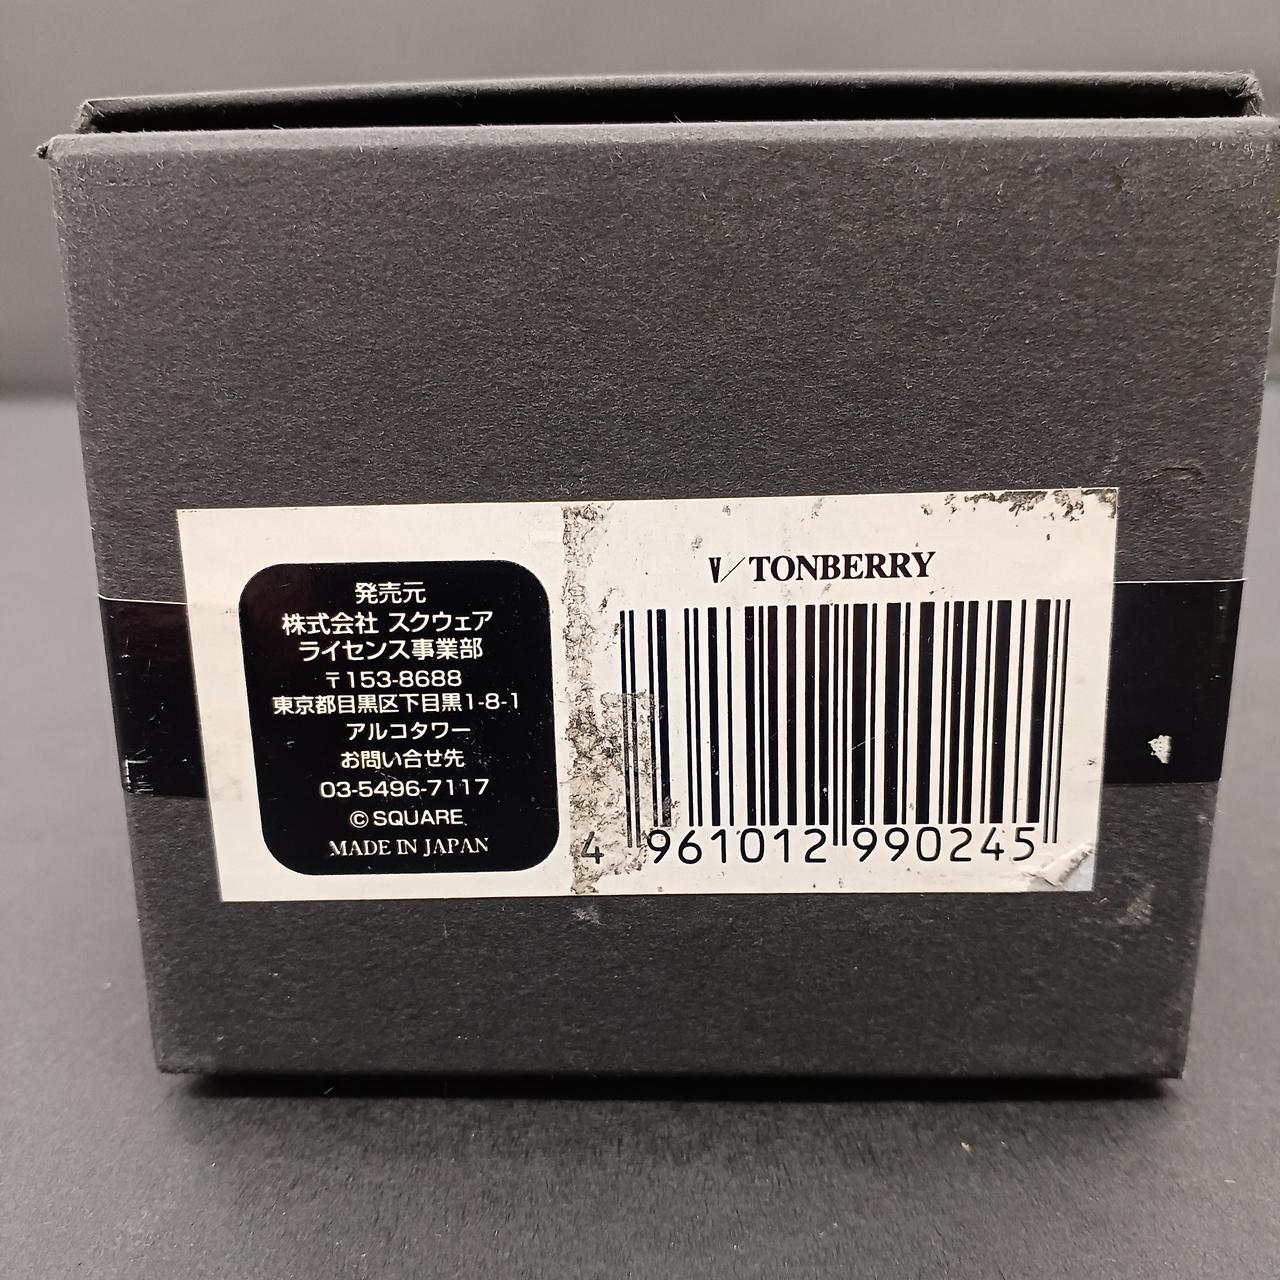 発売元
株式会社 スクウェア
ライセンス事業部
〒153-8688
東京都目黒区下目黒1-8-1
アルコタワー
お問い合せ先
03-5496-7117
© SQUARE
MADE IN JAPAN
V/TONBERRY
4 961012 990245